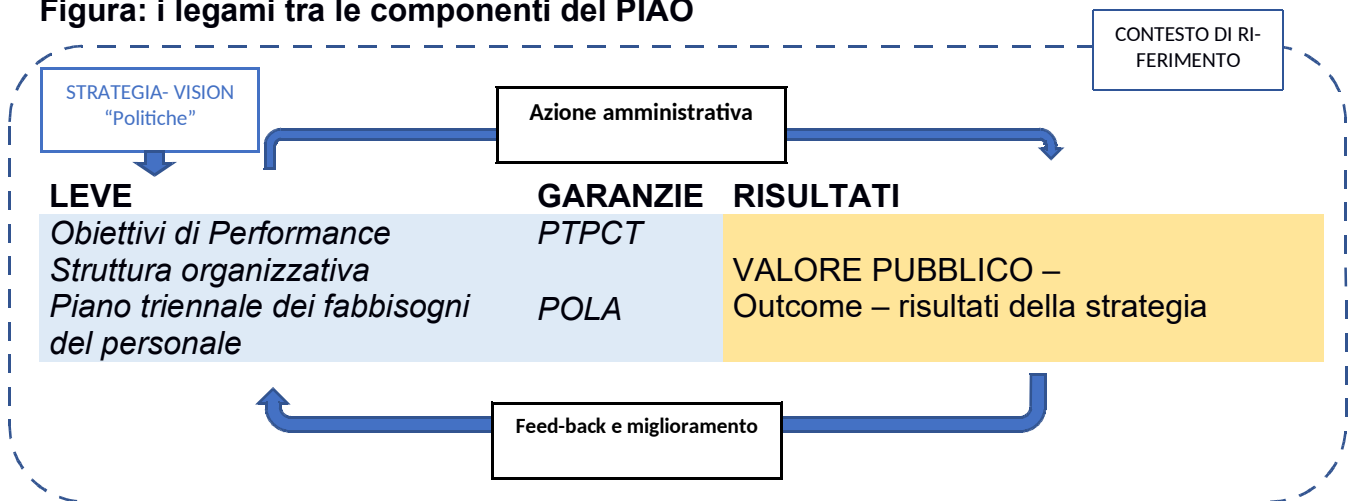 Figura: i legami tra le componenti del PIAO
CONTESTO DI RI-
FERIMENTO
STRATEGIA- VISION
“Politiche”
Azione amministrativa
LEVE GARANZIE RISULTATI
Obiettivi di Performance PTPCT
Struttura organizzativa VALORE PUBBLICO –
Piano triennale dei fabbisogni POLA Outcome – risultati della strategia
del personale
Feed-back e miglioramento